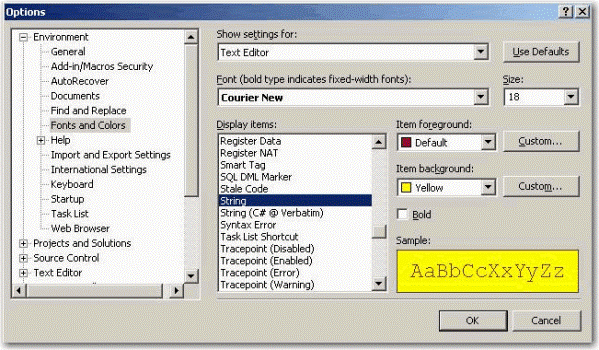 Options
Environment
General
Add-in/Macros Security
AutoRecover
Documents
Find and Replace
Fonts and Colors
Help
Import and Export Settings
International Settings
Keyboard
Startup
Task List
Web Browser
Projects and Solutions
Source Control
Text Editor
Show settings for:
Text Editor
Use Defaults
Font (bold type indicates fixed-width fonts):
Size:
Courier New
18
Display items:
Register Data
Register NAT
Smart Tag
SQL DML Marker
Stale Code
String
String (C# @ Verbatim)
Syntax Error
Task List Shortcut
Tracepoint (Disabled)
Tracepoint (Enabled)
Tracepoint (Error)
Tracepoint (Warning)
Item foreground:
Default
Custom...
Item background:
Yellow
Custom...
Bold
Sample:
AaBbCcXxYyZz
OK
Cancel